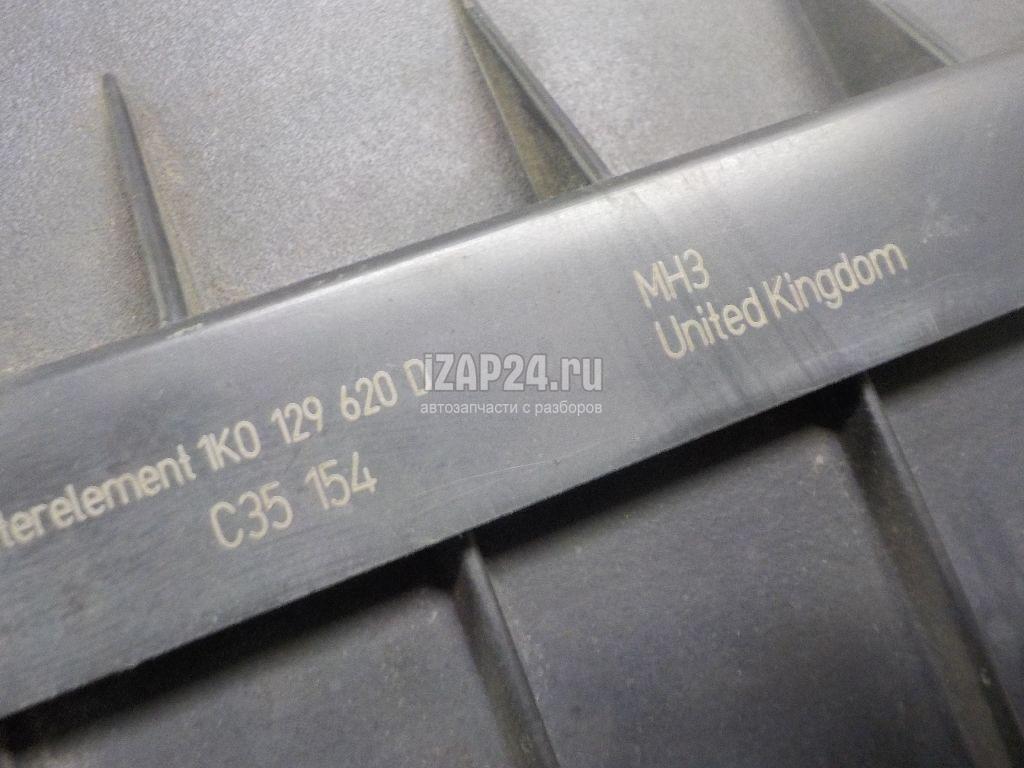 MH3
United Kingdom
iZAP24.ru
автозапчасти с разборов
terelement 1K0 129 620 D
C35 154